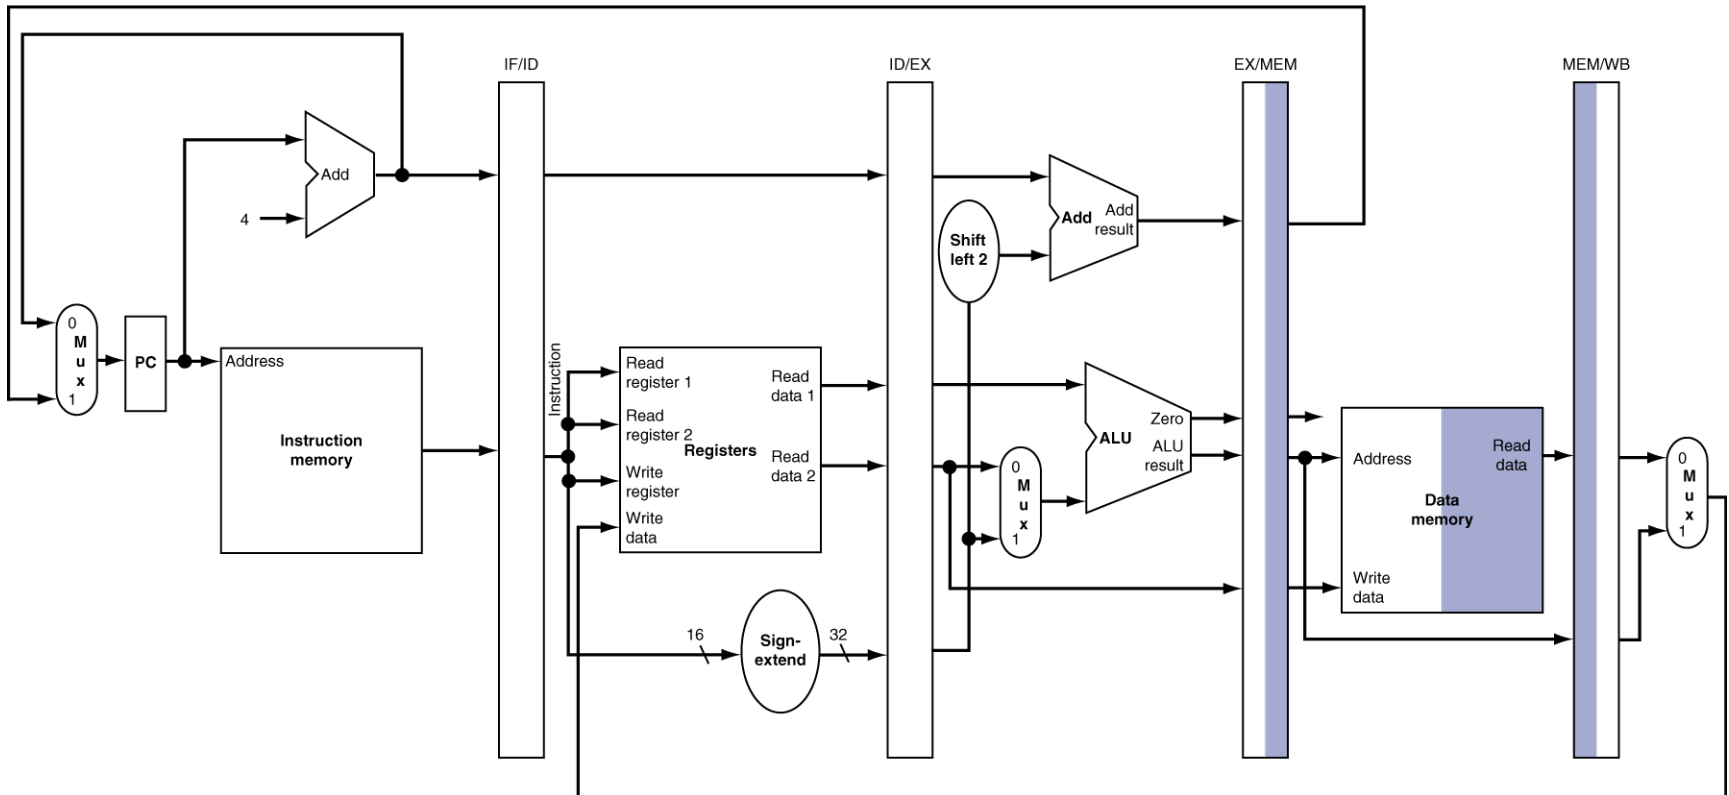 IF/ID
ID/EX
EX/MEM
MEM/WB
Add
4
Add
Add
result
Shift
left 2
0
M
u
x
1
PC
Address
Instruction
memory
Instruction
Read
register 1
Read
register 2
Write
register
Write
data
Registers
Read
data 1
Read
data 2
16
Sign-
extend
32
0
M
u
x
1
Zero
ALU
ALU
result
Address
Read
data
Data
memory
Write
data
0
M
u
x
1